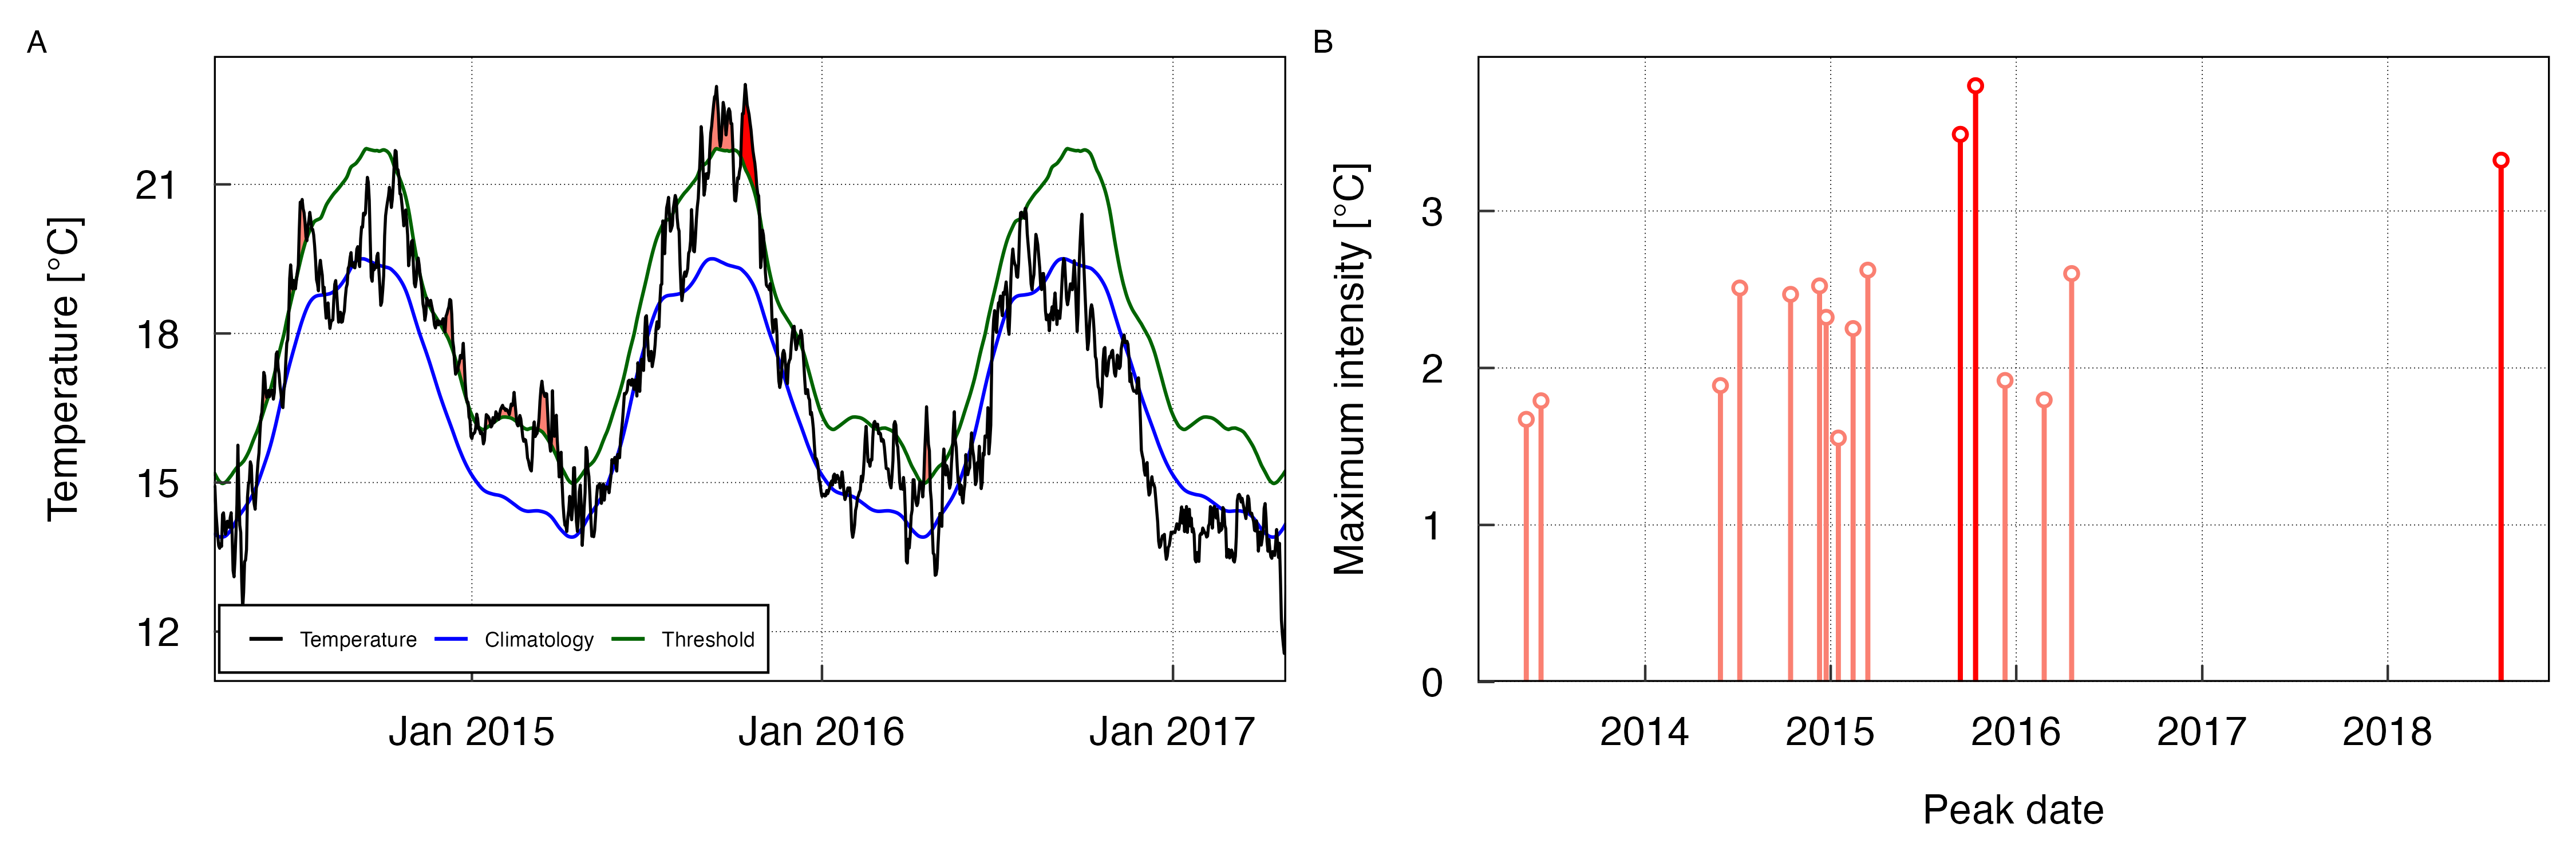 A
Temperature [°C]
21
18
15
12
Temperature
Climatology
Threshold
Jan 2015
Jan 2016
Jan 2017
B
Maximum intensity [°C]
3
2
1
0
2014
2015
2016
2017
2018
Peak date